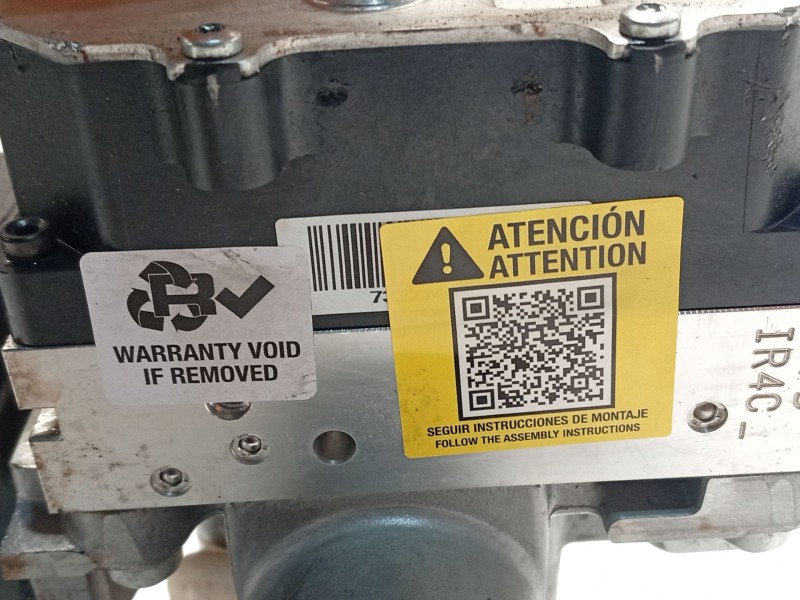 ATENCIÓN
ATTENTION
WARRANTY VOID
IF REMOVED
SEGUIR INSTRUCCIONES DE MONTAJE
FOLLOW THE ASSEMBLY INSTRUCTIONS
IR4C-